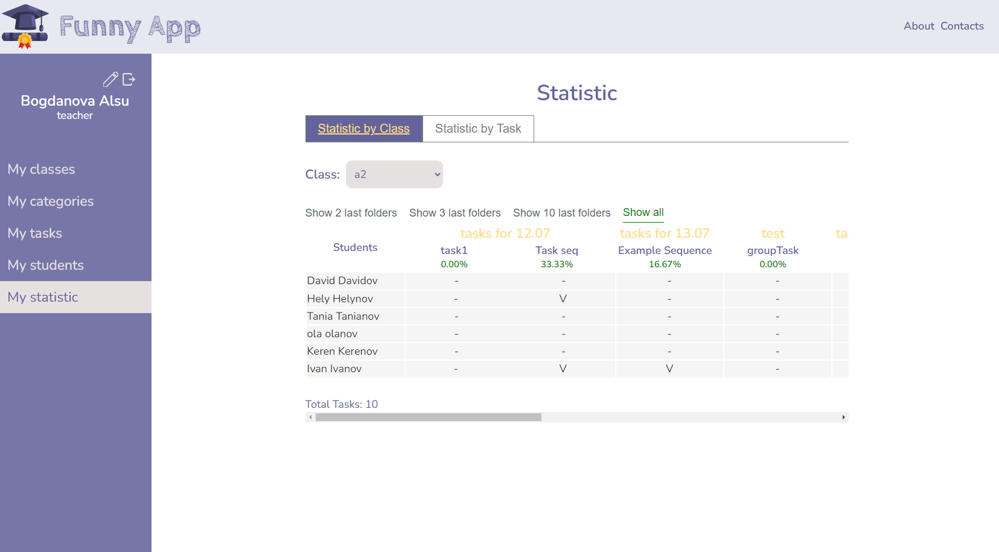 Funny App
About Contacts
Bogdanova Alsu
teacher
My classes
My categories
My tasks
My students
My statistic
Statistic
Statistic by Class Statistic by Task
Class: a2
Show 2 last folders Show 3 last folders Show 10 last folders Show all
tasks for 12.07 tasks for 13.07 test ta
Students task1 Task seq Example Sequence groupTask
0.00% 33.33% 16.67% 0.00%
David Davidov - - - -
Hely Helynov - V - -
Tania Tanianov - - - -
ola olanov - - - -
Keren Kerenov - - - -
Ivan Ivanov - V V -
Total Tasks: 10